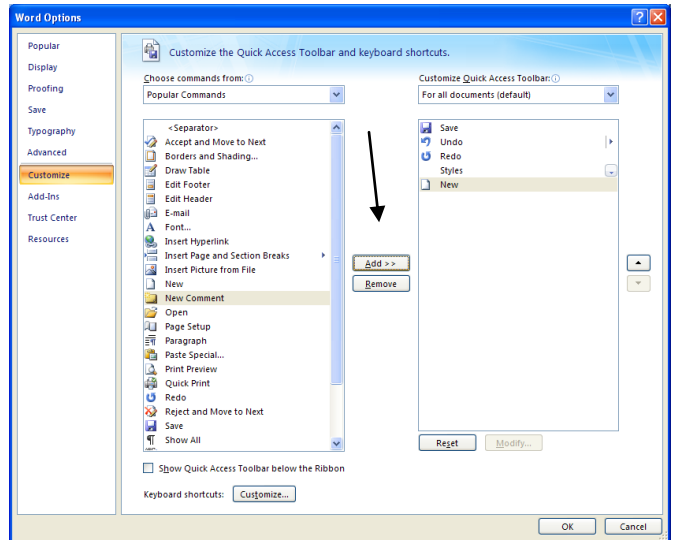 Word Options
Popular
Display
Proofing
Save
Typography
Advanced
Customize
Add-Ins
Trust Center
Resources
Customize the Quick Access Toolbar and keyboard shortcuts.
Choose commands from:
Popular Commands
<Separator>
Accept and Move to Next
Borders and Shading...
Draw Table
Edit Footer
Edit Header
E-mail
Font...
Insert Hyperlink
Insert Page and Section Breaks
Insert Picture from File
New
New Comment
Open
Page Setup
Paragraph
Paste Special...
Print Preview
Quick Print
Redo
Reject and Move to Next
Save
Show All
Add >>
Remove
Customize Quick Access Toolbar:
For all documents (default)
Save
Undo
Redo
Styles
New
Reset
Modify...
Show Quick Access Toolbar below the Ribbon
Keyboard shortcuts:
Customize...
OK
Cancel